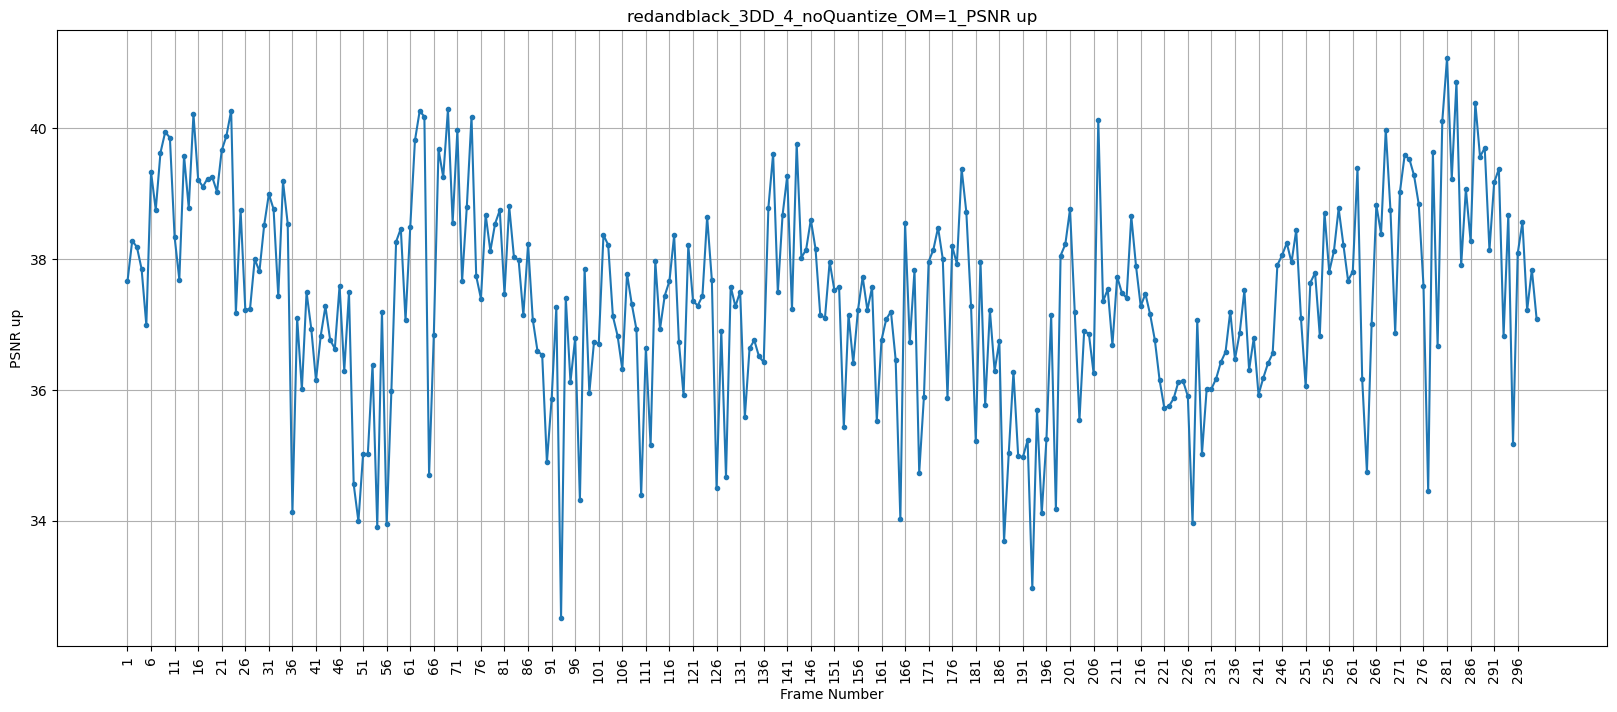 redandblack_3DD_4_noQuantize_OM=1_PSNR up
PSNR up
40
38
36
34
1 6 11 16 21 26 31 36 41 46 51 56 61 66 71 76 81 86 91 96 101 106 111 116 121 126 131 136 141 146 151 156 161 166 171 176 181 186 191 196 201 206 211 216 221 226 231 236 241 246 251 256 261 266 271 276 281 286 291 296
Frame Number